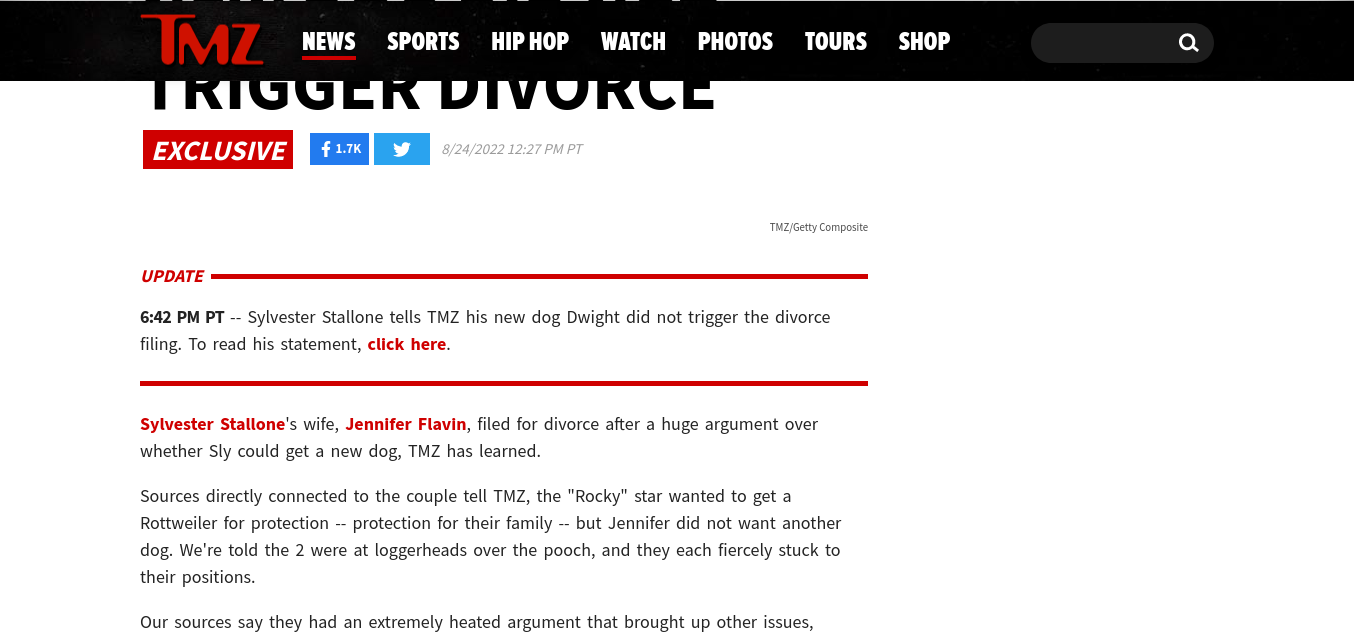 TMZ NEWS SPORTS HIP HOP WATCH PHOTOS TOURS SHOP
TRIGGER DIVORCE
EXCLUSIVE 1.7K 8/24/2022 12:27 PM PT
TMZ/Getty Composite
UPDATE
6:42 PM PT -- Sylvester Stallone tells TMZ his new dog Dwight did not trigger the divorce
filing. To read his statement, click here.
Sylvester Stallone's wife, Jennifer Flavin, filed for divorce after a huge argument over
whether Sly could get a new dog, TMZ has learned.
Sources directly connected to the couple tell TMZ, the "Rocky" star wanted to get a
Rottweiler for protection -- protection for their family -- but Jennifer did not want another
dog. We're told the 2 were at loggerheads over the pooch, and they each fiercely stuck to
their positions.
Our sources say they had an extremely heated argument that brought up other issues,